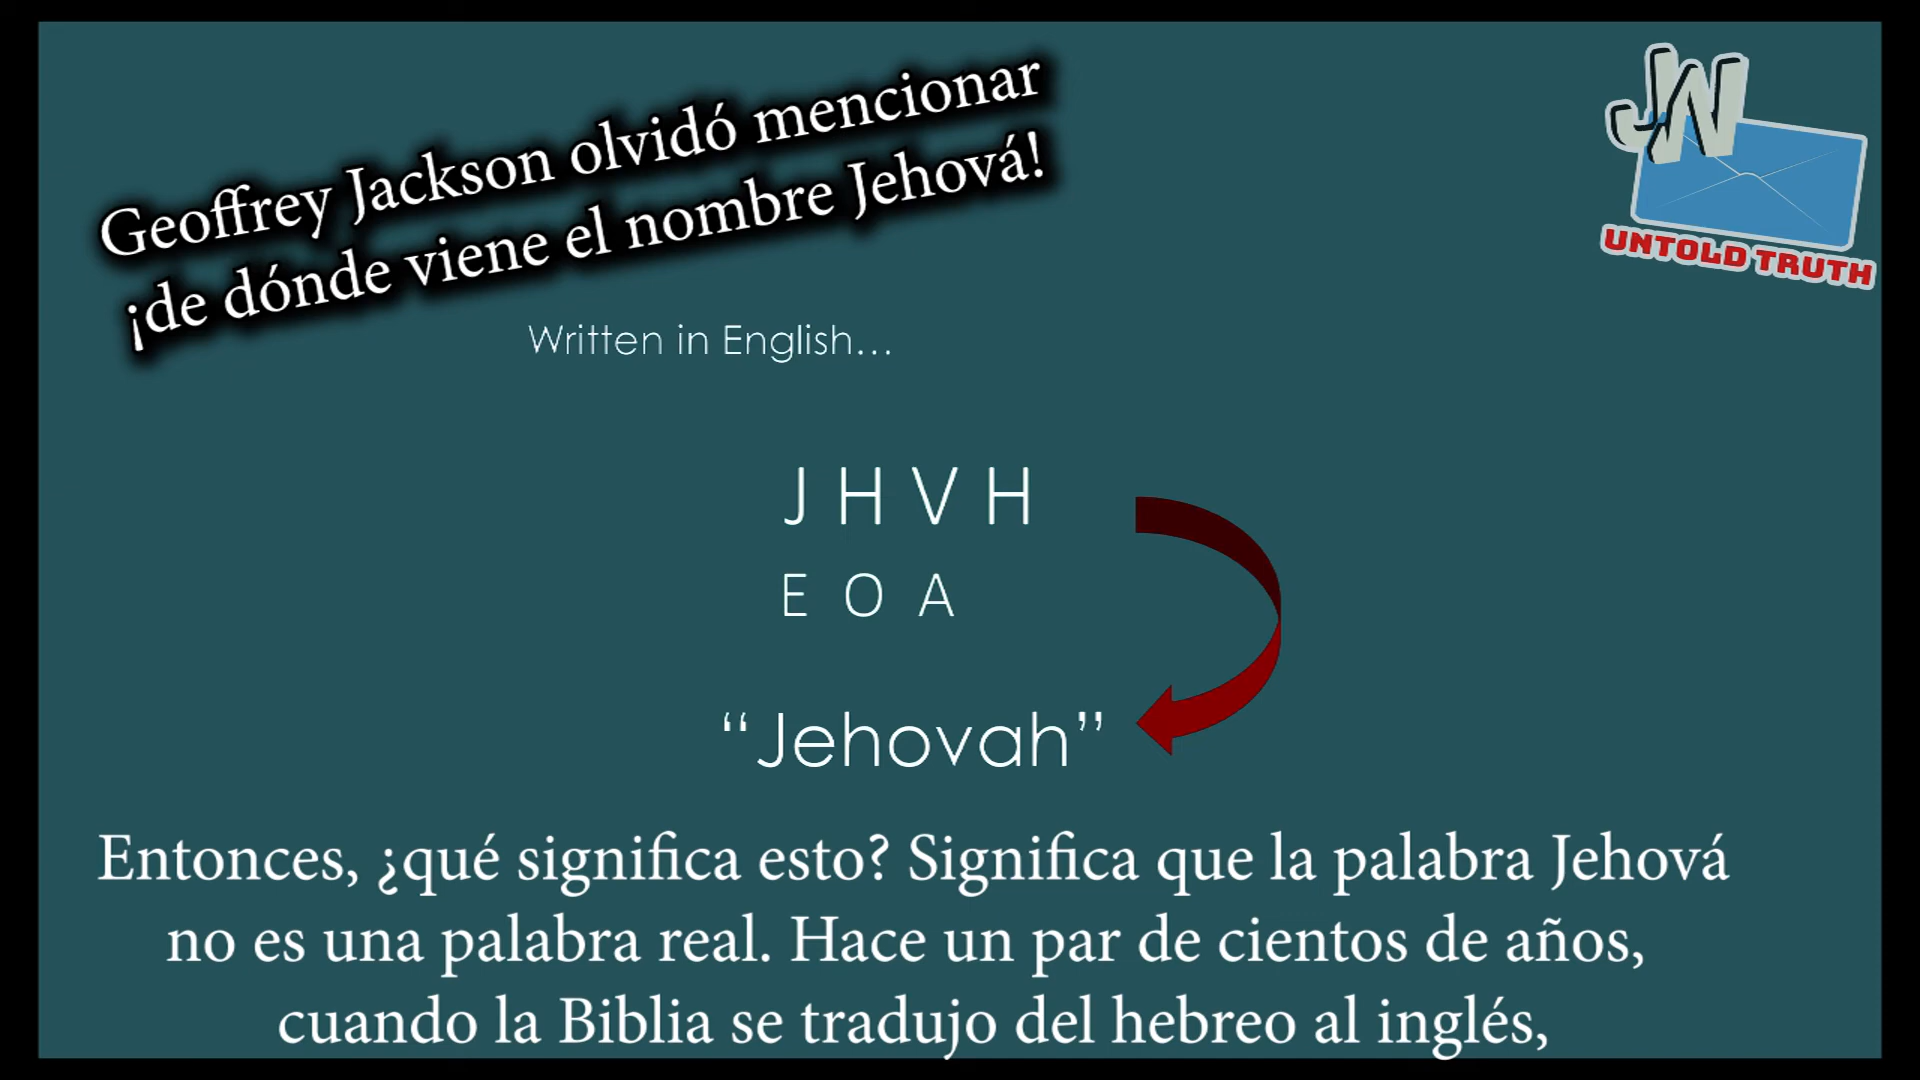 Geoffrey Jackson olvidó mencionar
¡de dónde viene el nombre Jehová!
JW
UNTOLD TRUTH
Written in English...
J H V H
E O A
“Jehovah”
Entonces, ¿qué significa esto? Significa que la palabra Jehová
no es una palabra real. Hace un par de cientos de años,
cuando la Biblia se tradujo del hebreo al inglés,